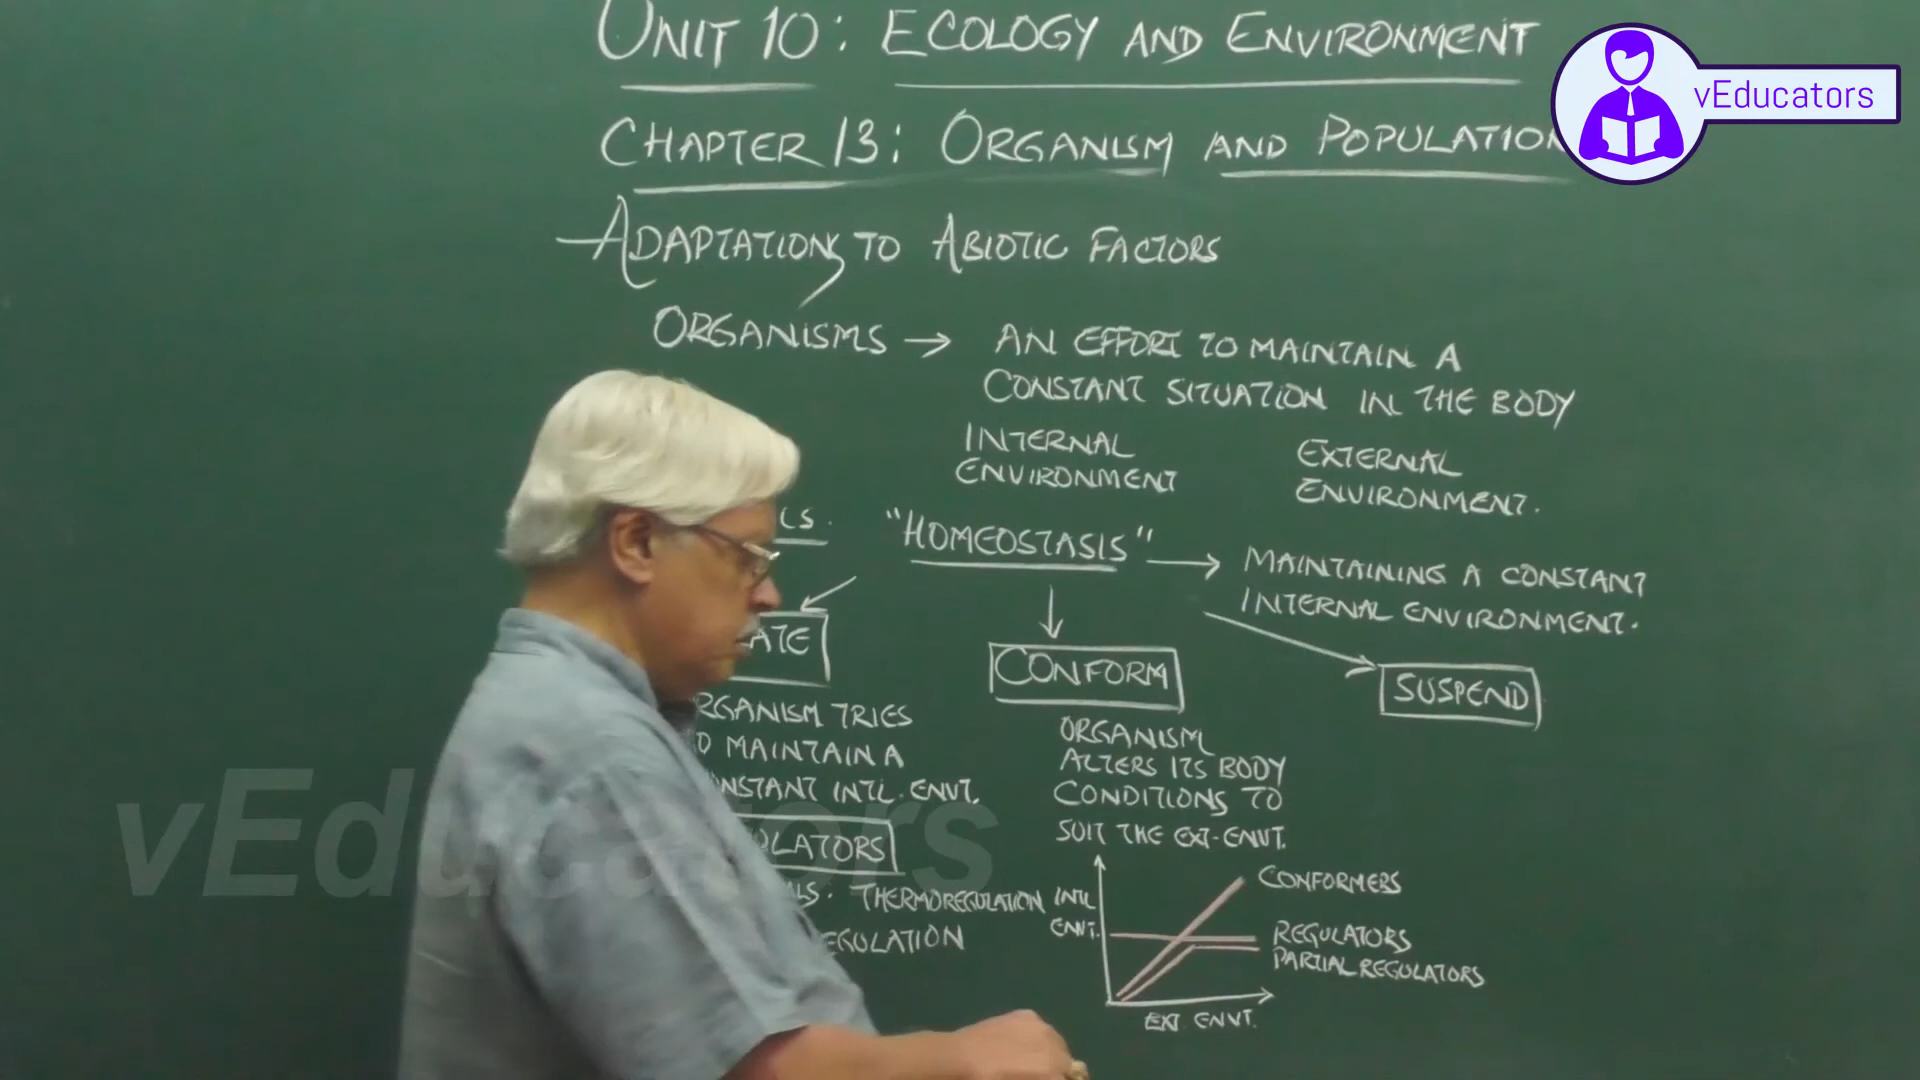 UNIT 10: ECOLOGY AND ENVIRONMENT
vEducators
CHAPTER 13: ORGANISM AND POPULATION
ADAPTATIONS TO ABIOTIC FACTORS
ORGANISMS → AN EFFORT TO MAINTAIN A
CONSTANT SITUATION IN THE BODY
INTERNAL
ENVIRONMENT
EXTERNAL
ENVIRONMENT.
"HOMEOSTASIS" → MAINTAINING A CONSTANT
INTERNAL ENVIRONMENT.
CONFORM
SUSPEND
TRIES
MAINTAIN A
INTL. ENVT.
ORGANISM
ALTERS ITS BODY
CONDITIONS TO
SUIT THE EXT-ENVT.
THERMOREGULATION
INTL
ENVT.
CONFORMERS
REGULATORS
PARTIAL REGULATORS
EXT. ENVT.
vEducators